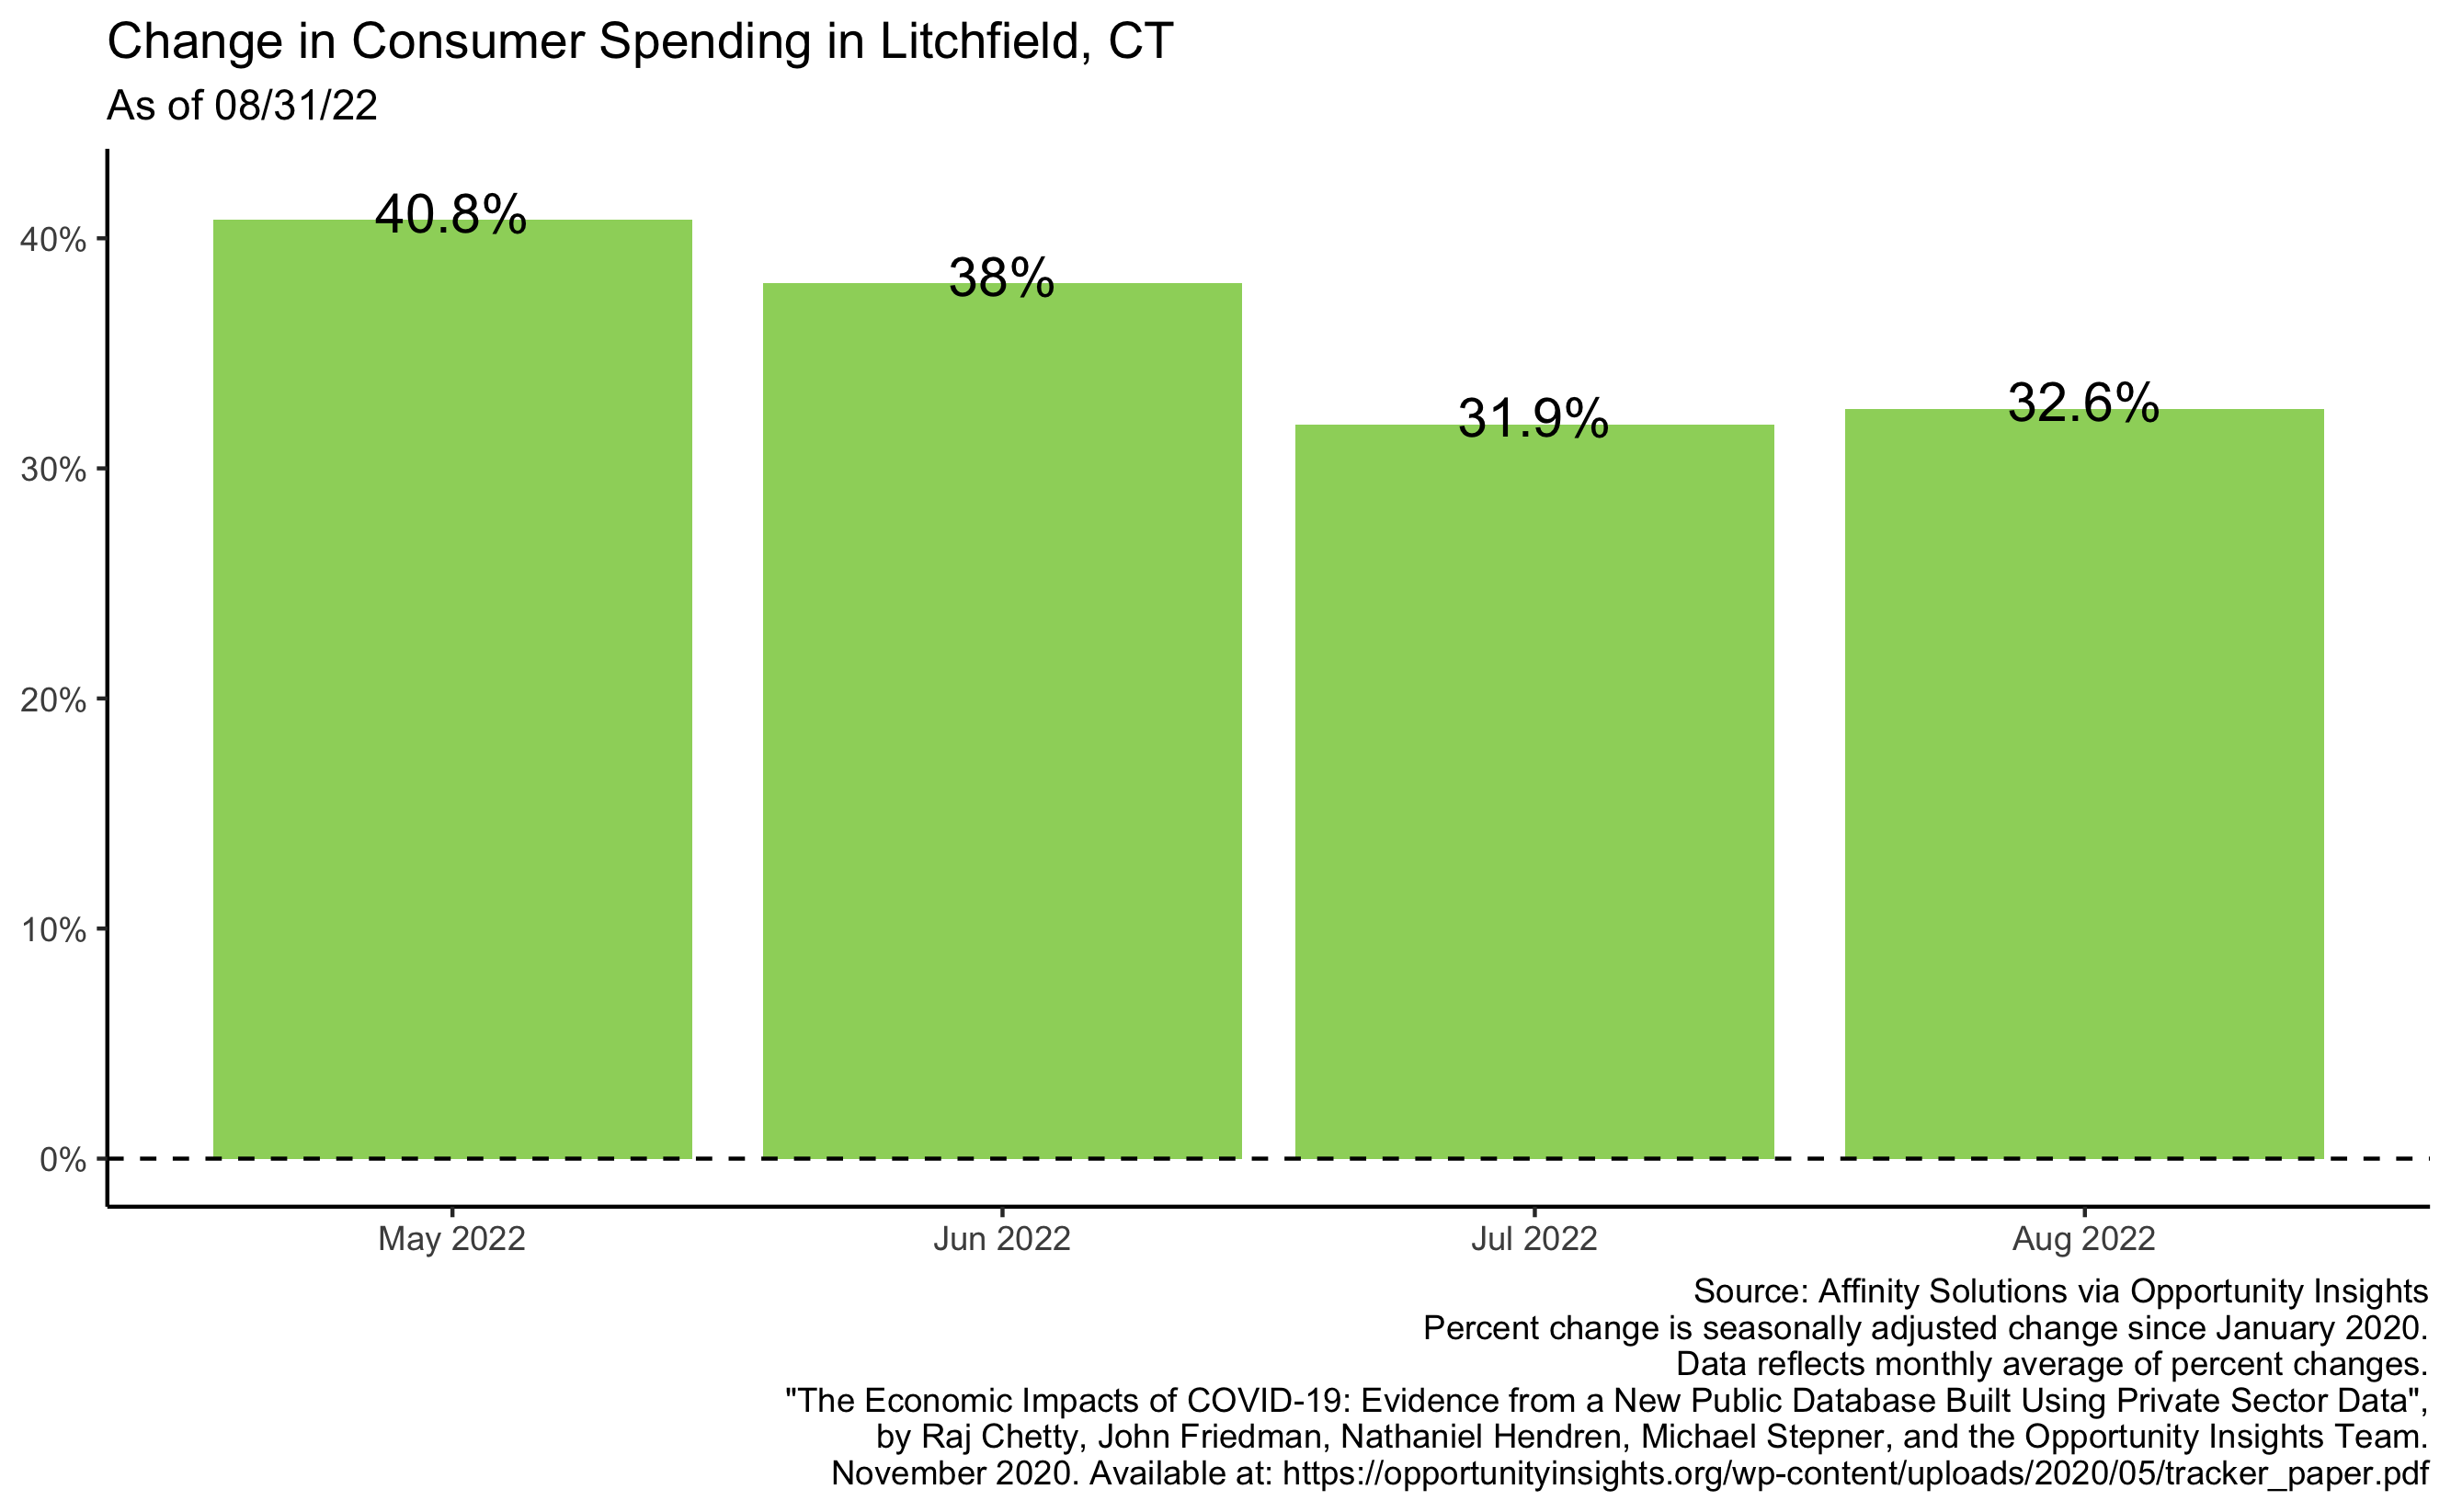 Change in Consumer Spending in Litchfield, CT
As of 08/31/22
40.8%
38%
31.9%
32.6%
40%
30%
20%
10%
0%
May 2022
Jun 2022
Jul 2022
Aug 2022
Source: Affinity Solutions via Opportunity Insights
Percent change is seasonally adjusted change since January 2020.
Data reflects monthly average of percent changes.
"The Economic Impacts of COVID-19: Evidence from a New Public Database Built Using Private Sector Data",
by Raj Chetty, John Friedman, Nathaniel Hendren, Michael Stepner, and the Opportunity Insights Team.
November 2020. Available at: https://opportunityinsights.org/wp-content/uploads/2020/05/tracker_paper.pdf